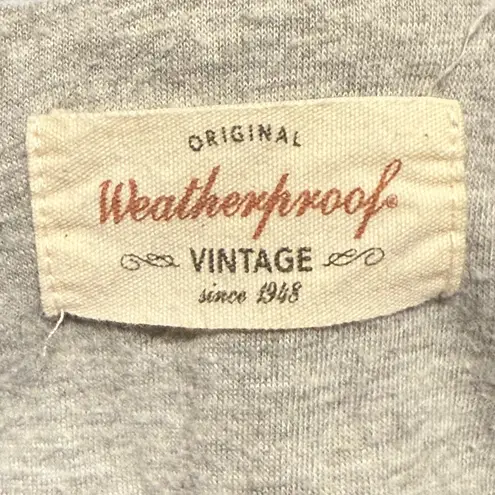 ORIGINAL
Weatherproof®
VINTAGE
since 1948